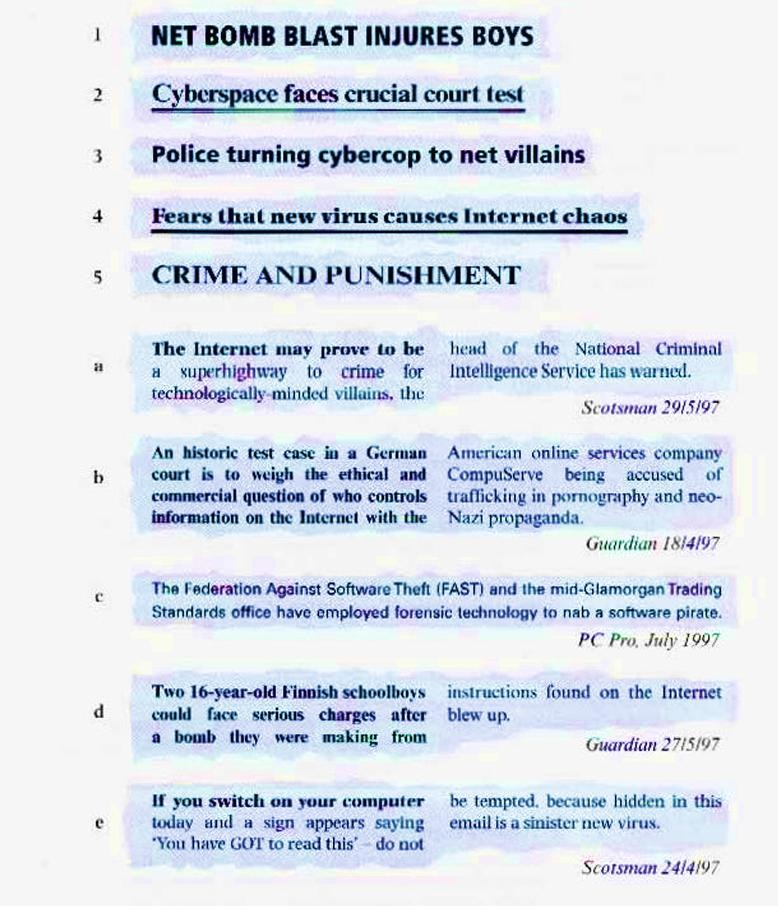 1 NET BOMB BLAST INJURES BOYS
2 Cyberspace faces crucial court test
3 Police turning cybercop to net villains
4 Fears that new virus causes Internet chaos
5 CRIME AND PUNISHMENT
a
The Internet may prove to be
a superhighway to crime for
technologically-minded villains, the
head of the National Criminal
Intelligence Service has warned.
Scotsman 29/5/97
b
An historic test case in a German
court is to weigh the ethical and
commercial question of who controls
information on the Internet with the
American online services company
CompuServe being accused of
trafficking in pornography and neo-
Nazi propaganda.
Guardian 18/4/97
c
The Federation Against Software Theft (FAST) and the mid-Glamorgan Trading
Standards office have employed forensic technology to nab a software pirate.
PC Pro, July 1997
d
Two 16-year-old Finnish schoolboys
could face serious charges after
a bomb they were making from
instructions found on the Internet
blew up.
Guardian 27/5/97
e
If you switch on your computer
today and a sign appears saying
'You have GOT to read this' – do not
be tempted, because hidden in this
email is a sinister new virus.
Scotsman 24/4/97